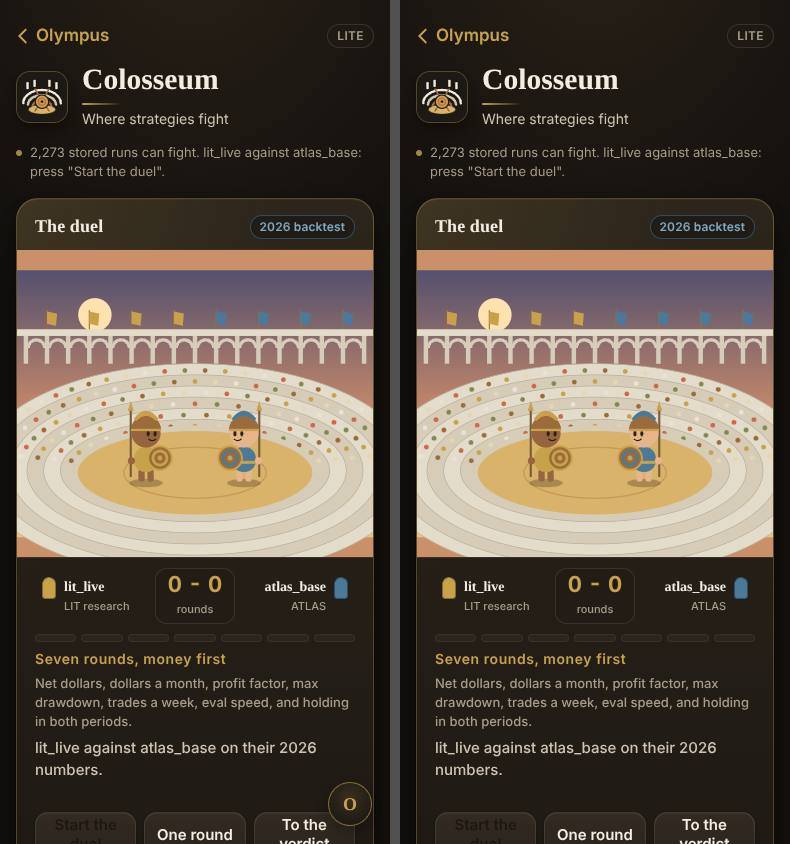 Olympus
LITE
Colosseum
Where strategies fight
2,273 stored runs can fight. lit_live against atlas_base:
press "Start the duel".
The duel
2026 backtest
lit_live
LIT research
0 - 0
rounds
atlas_base
ATLAS
Seven rounds, money first
Net dollars, dollars a month, profit factor, max
drawdown, trades a week, eval speed, and holding
in both periods.
lit_live against atlas_base on their 2026
numbers.
O
Start the
duel
One round
To the
verdict
Olympus
LITE
Colosseum
Where strategies fight
2,273 stored runs can fight. lit_live against atlas_base:
press "Start the duel".
The duel
2026 backtest
lit_live
LIT research
0 - 0
rounds
atlas_base
ATLAS
Seven rounds, money first
Net dollars, dollars a month, profit factor, max
drawdown, trades a week, eval speed, and holding
in both periods.
lit_live against atlas_base on their 2026
numbers.
Start the
duel
One round
To the
verdict